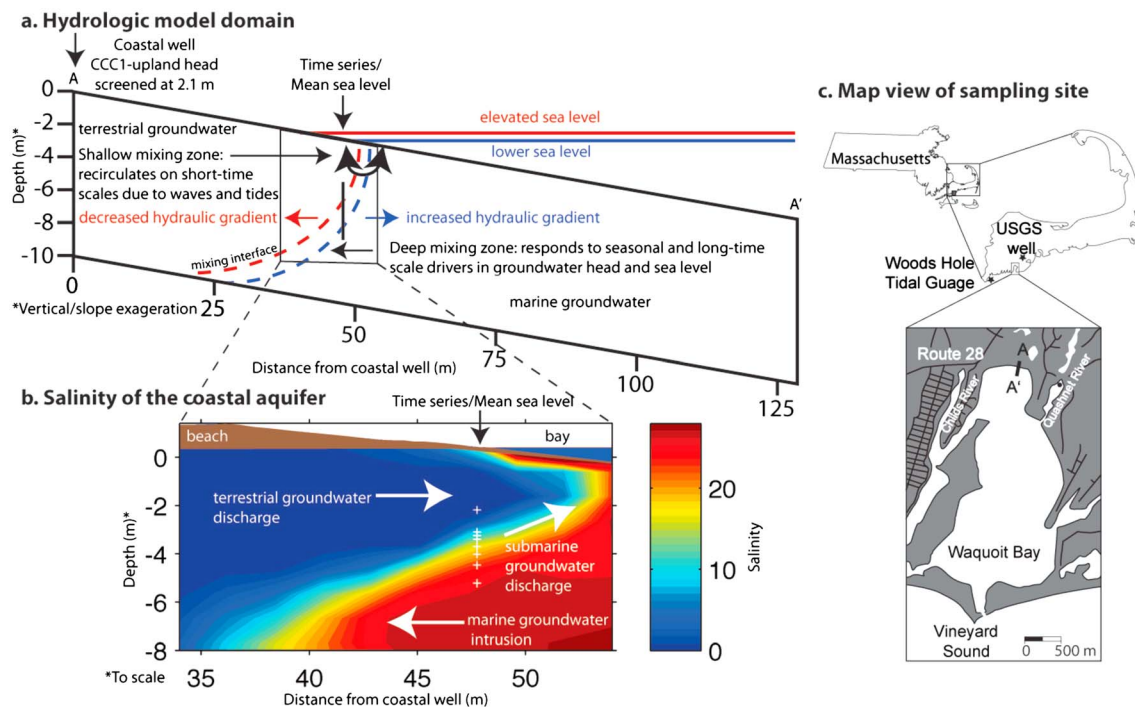 a. Hydrologic model domain
A
Coastal well
CCC1-upland head
screened at 2.1 m
Time series/
Mean sea level
elevated sea level
lower sea level
terrestrial groundwater
Shallow mixing zone:
recirculates on short-time
scales due to waves and tides
decreased hydraulic gradient
increased hydraulic gradient
mixing interface
Deep mixing zone: responds to seasonal and long-time
scale drivers in groundwater head and sea level
marine groundwater
A'
Depth (m)*
0
-2
-4
-6
-8
-10
0
25
50
75
100
125
*Vertical/slope exageration
Distance from coastal well (m)
b. Salinity of the coastal aquifer
Time series/Mean sea level
beach
bay
terrestrial groundwater
discharge
submarine
groundwater
discharge
marine groundwater
intrusion
Depth (m)*
0
-2
-4
-6
-8
*To scale
35
40
45
50
Distance from coastal well (m)
20
10
0
Salinity
c. Map view of sampling site
Massachusetts
USGS
well
Woods Hole
Tidal Guage
Route 28
A
A'
Childs River
Quashnet River
Waquoit Bay
Vineyard
Sound
0 500 m